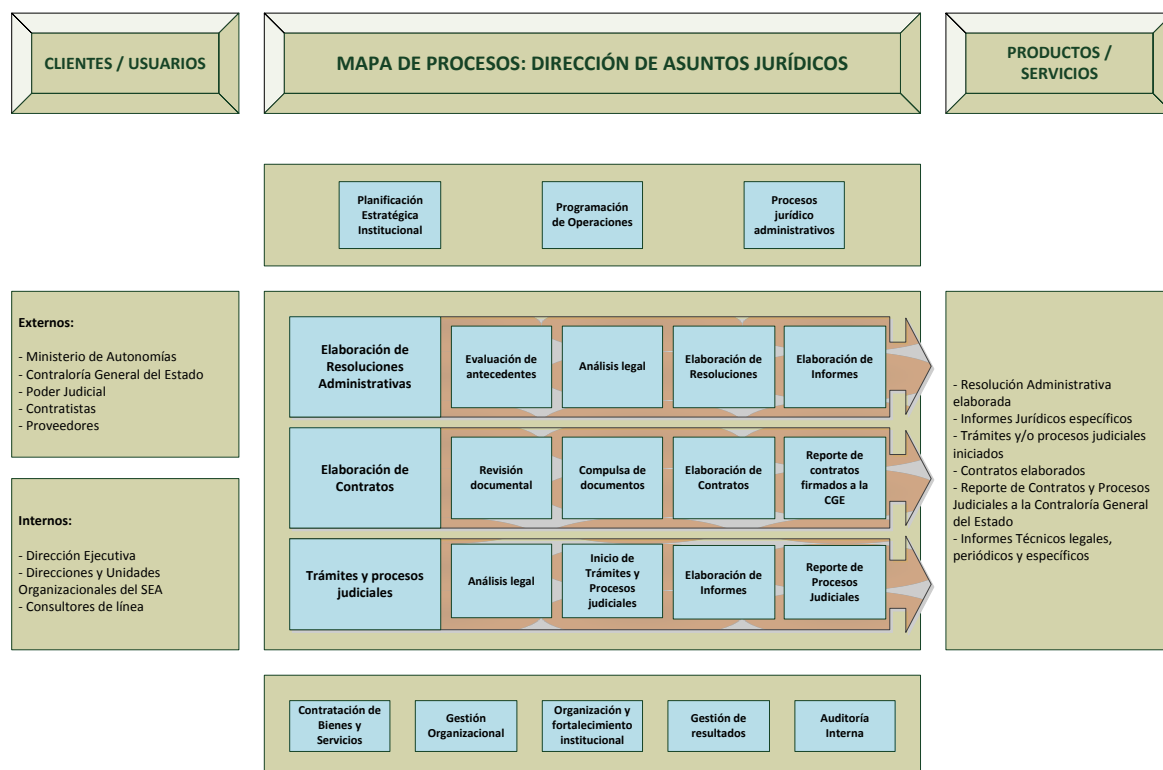 CLIENTES / USUARIOS
MAPA DE PROCESOS: DIRECCIÓN DE ASUNTOS JURÍDICOS
PRODUCTOS /
SERVICIOS
Planificación
Estratégica
Institucional
Programación
de Operaciones
Procesos
jurídico
administrativos
Externos:
- Ministerio de Autonomías
- Contraloría General del Estado
- Poder Judicial
- Contratistas
- Proveedores
Internos:
- Dirección Ejecutiva
- Direcciones y Unidades
Organizacionales del SEA
- Consultores de línea
Elaboración de
Resoluciones
Administrativas
Evaluación de
antecedentes
Análisis legal
Elaboración de
Resoluciones
Elaboración de
Informes
Elaboración de
Contratos
Revisión
documental
Compulsa de
documentos
Elaboración de
Contratos
Reporte de
contratos
firmados a la
CGE
Trámites y procesos
judiciales
Análisis legal
Inicio de
Trámites y
Procesos
judiciales
Elaboración de
Informes
Reporte de
Procesos
Judiciales
- Resolución Administrativa
elaborada
- Informes Jurídicos específicos
- Trámites y/o procesos judiciales
iniciados
- Contratos elaborados
- Reporte de Contratos y Procesos
Judiciales a la Contraloría General
del Estado
- Informes Técnicos legales,
periódicos y específicos
Contratación de
Bienes y
Servicios
Gestión
Organizacional
Organización y
fortalecimiento
institucional
Gestión de
resultados
Auditoría
Interna